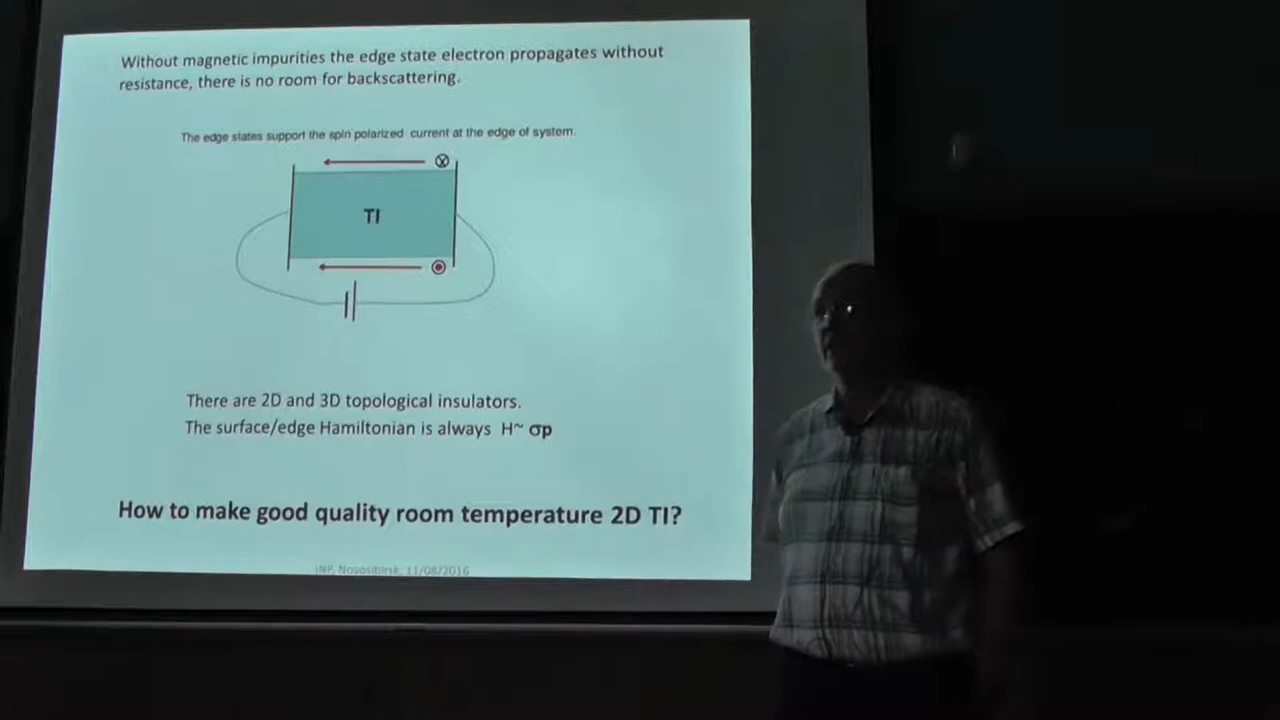 Without magnetic impurities the edge state electron propagates without
resistance, there is no room for backscattering.
The edge states support the spin polarized current at the edge of system.
TI
There are 2D and 3D topological insulators.
The surface/edge Hamiltonian is always H~ σp
How to make good quality room temperature 2D TI?
INP, Novosibirsk, 11/08/2016